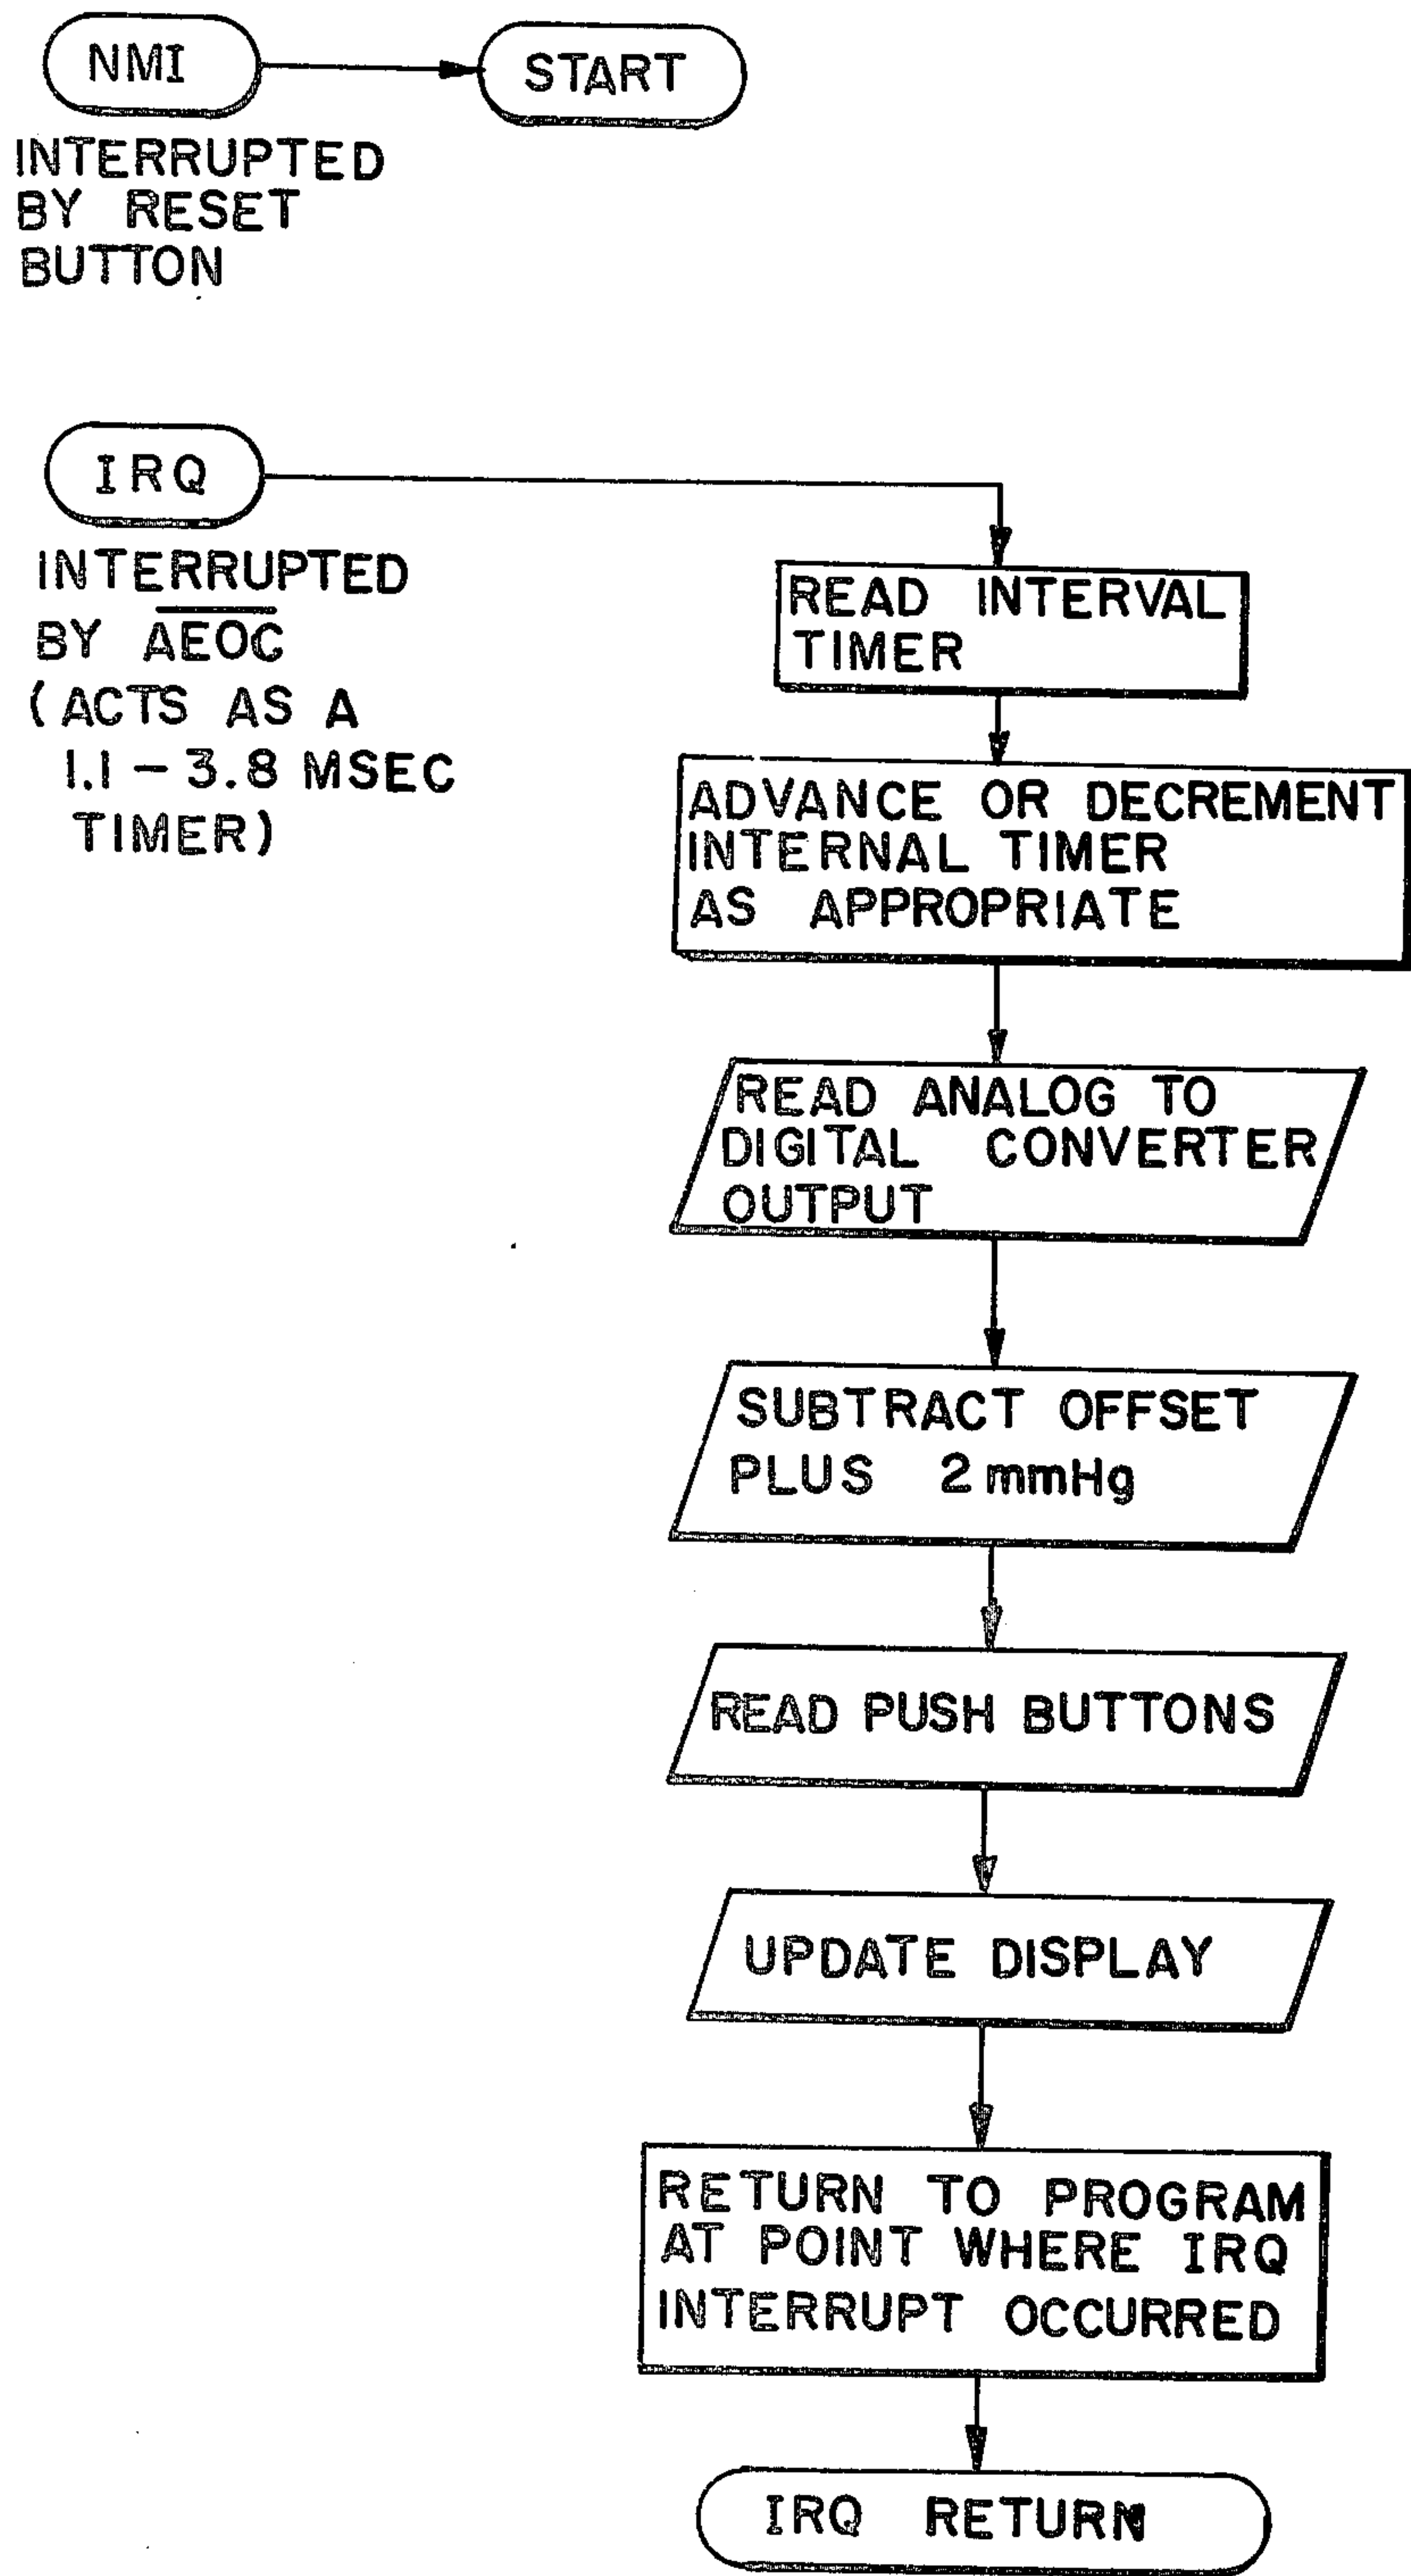 NMI
START
INTERRUPTED
BY RESET
BUTTON
IRQ
INTERRUPTED
BY A̅E̅O̅C̅
(ACTS AS A
1.1 – 3.8 MSEC
TIMER)
READ INTERVAL
TIMER
ADVANCE OR DECREMENT
INTERNAL TIMER
AS APPROPRIATE
READ ANALOG TO
DIGITAL CONVERTER
OUTPUT
SUBTRACT OFFSET
PLUS 2 mmHg
READ PUSH BUTTONS
UPDATE DISPLAY
RETURN TO PROGRAM
AT POINT WHERE IRQ
INTERRUPT OCCURRED
IRQ RETURN